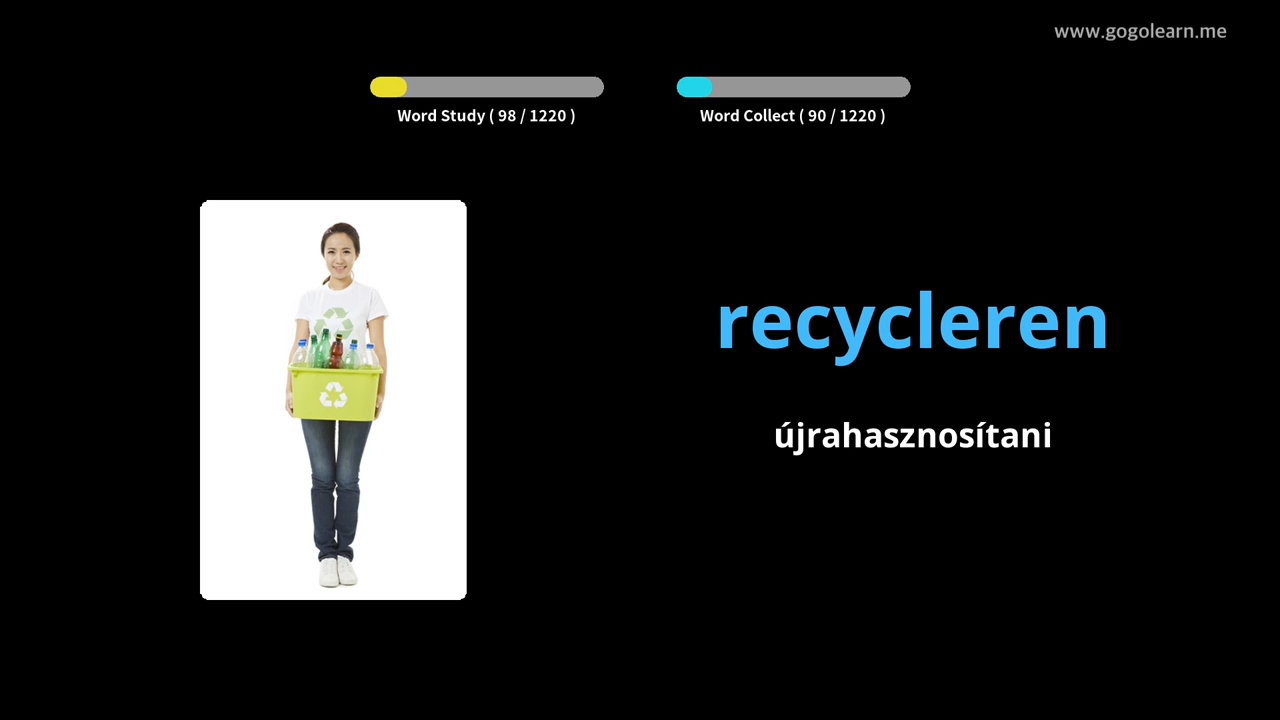 www.gogolearn.me
Word Study ( 98 / 1220 )
Word Collect ( 90 / 1220 )
recycleren
újrahasznosítani